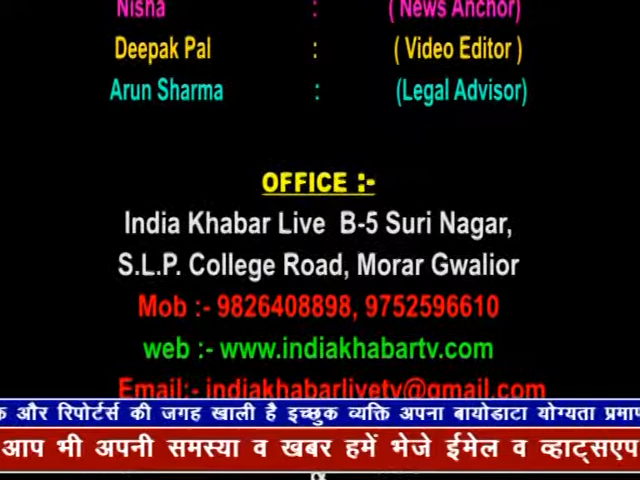 Nisha : ( News Anchor)
Deepak Pal : ( Video Editor )
Arun Sharma : (Legal Advisor)
OFFICE :-
India Khabar Live B-5 Suri Nagar,
S.L.P. College Road, Morar Gwalior
Mob :- 9826408898, 9752596610
web :- www.indiakhabartv.com
Email:- indiakhabarlivetv@gmail.com
और रिपोर्टर्स की जगह खाली है इच्छुक व्यक्ति अपना बायोडाटा योग्यता प्रमा
आप भी अपनी समस्या व खबर हमें भेजे ईमेल व व्हाट्सएप